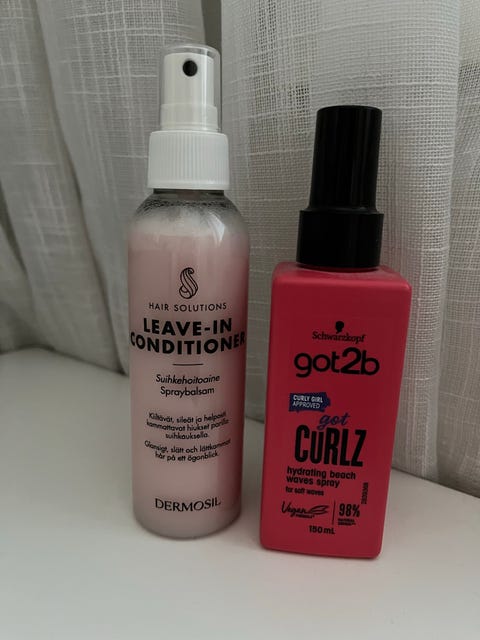 HAIR SOLUTIONS
LEAVE-IN
CONDITIONER
Suihkehoitoaine
Spraybalsam
Kiiltävät, sileät ja helposti
kammattavat hiukset parilla
suihkauksella.
Glansigt, slätt och lättkammat
hår på ett ögonblick.
DERMOSIL
Schwarzkopf
got2b
CURLY GIRL
APPROVED
got
CURLZ
hydrating beach
waves spray
for soft waves
Vegan
98%
150 mL